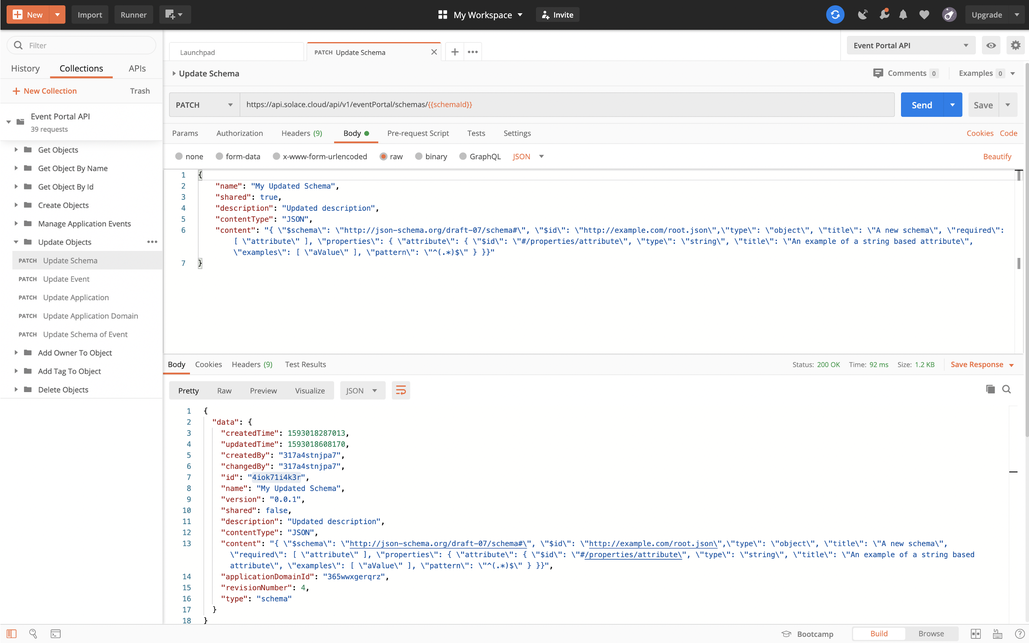 New
Import
Runner
My Workspace
Invite
Upgrade
Filter
History
Collections
APIs
+ New Collection
Trash
Event Portal API
39 requests
Get Objects
Get Object By Name
Get Object By Id
Create Objects
Manage Application Events
Update Objects
PATCH Update Schema
PATCH Update Event
PATCH Update Application
PATCH Update Application Domain
PATCH Update Schema of Event
Add Owner To Object
Add Tag To Object
Delete Objects
Launchpad
PATCH Update Schema
Event Portal API
Update Schema
Comments 0
Examples 0
PATCH
https://api.solace.cloud/api/v1/eventPortal/schemas/{{schemaId}}
Send
Save
Params Authorization Headers (9) Body Pre-request Script Tests Settings
Cookies Code
none form-data x-www-form-urlencoded raw binary GraphQL JSON
Beautify
1 {
2 "name": "My Updated Schema",
3 "shared": true,
4 "description": "Updated description",
5 "contentType": "JSON",
6 "content": "{ \"$schema\": \"http://json-schema.org/draft-07/schema#\", \"$id\": \"http://example.com/root.json\",\"type\": \"object\", \"title\": \"A new schema\", \"required\":
[ \"attribute\" ], \"properties\": { \"attribute\": { \"$id\": \"#/properties/attribute\", \"type\": \"string\", \"title\": \"An example of a string based attribute\",
\"examples\": [ \"aValue\" ], \"pattern\": \"^(.*)$\" } }}"
7 }
Body Cookies Headers (9) Test Results
Status: 200 OK Time: 92 ms Size: 1.2 KB Save Response
Pretty Raw Preview Visualize JSON
1 {
2 "data": {
3 "createdTime": 1593018287013,
4 "updatedTime": 1593018608170,
5 "createdBy": "317a4stnjpa7",
6 "changedBy": "317a4stnjpa7",
7 "id": "4iok71i4k3r",
8 "name": "My Updated Schema",
9 "version": "0.0.1",
10 "shared": false,
11 "description": "Updated description",
12 "contentType": "JSON",
13 "content": "{ \"$schema\": \"http://json-schema.org/draft-07/schema#\", \"$id\": \"http://example.com/root.json\",\"type\": \"object\", \"title\": \"A new schema\",
\"required\": [ \"attribute\" ], \"properties\": { \"attribute\": { \"$id\": \"#/properties/attribute\", \"type\": \"string\", \"title\": \"An example of a string based
attribute\", \"examples\": [ \"aValue\" ], \"pattern\": \"^(.*)$\" } }}",
14 "applicationDomainId": "365wwxgerqrz",
15 "revisionNumber": 4,
16 "type": "schema"
17 }
18 }
Bootcamp
Build
Browse